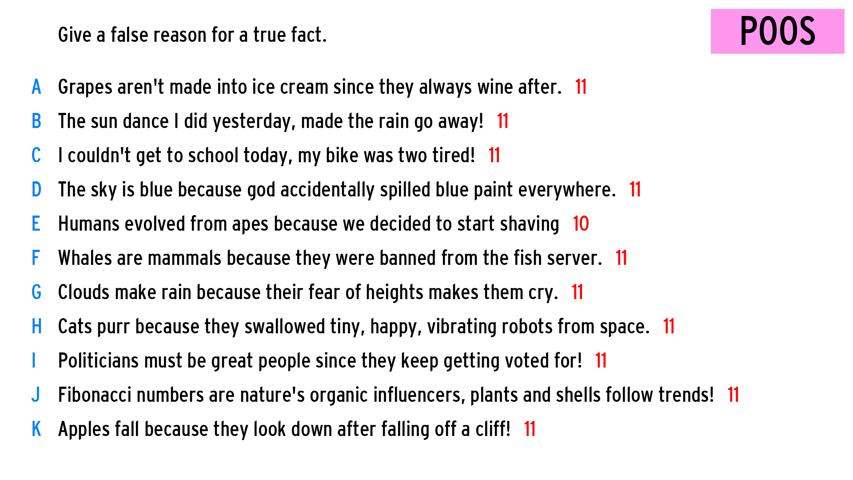 Give a false reason for a true fact.
POOS
A Grapes aren't made into ice cream since they always wine after. 11
B The sun dance I did yesterday, made the rain go away! 11
C I couldn't get to school today, my bike was two tired! 11
D The sky is blue because god accidentally spilled blue paint everywhere. 11
E Humans evolved from apes because we decided to start shaving 10
F Whales are mammals because they were banned from the fish server. 11
G Clouds make rain because their fear of heights makes them cry. 11
H Cats purr because they swallowed tiny, happy, vibrating robots from space. 11
I Politicians must be great people since they keep getting voted for! 11
J Fibonacci numbers are nature's organic influencers, plants and shells follow trends! 11
K Apples fall because they look down after falling off a cliff! 11